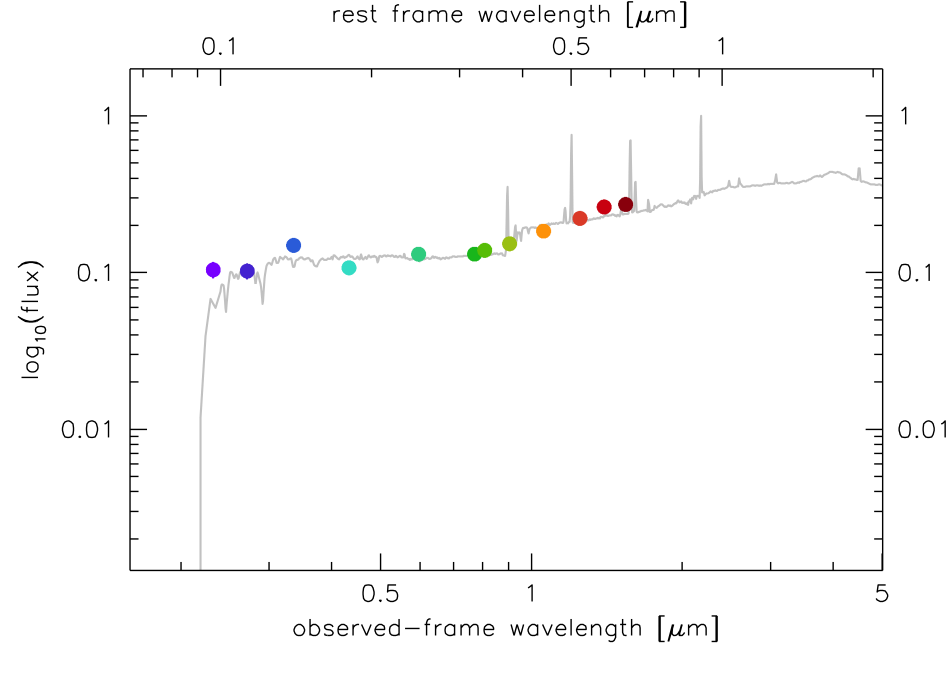 rest frame wavelength [μm]
0.1 0.5 1
1 1
0.1 0.1
0.01 0.01
log10(flux)
0.5 1 5
observed-frame wavelength [μm]